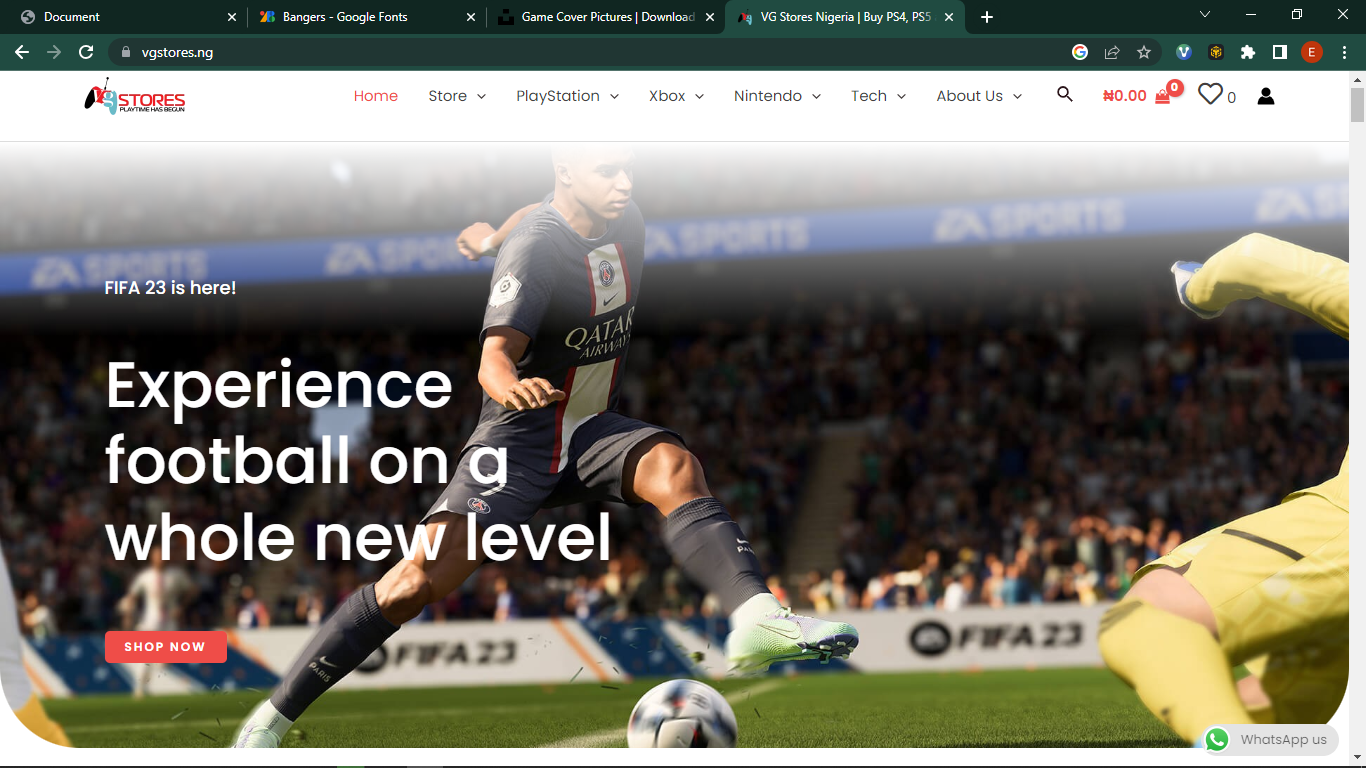 Document
Bangers - Google Fonts
Game Cover Pictures | Download
VG Stores Nigeria | Buy PS4, PS5
vgstores.ng
E
vg STORES
PLAYTIME HAS BEGUN
Home
Store
PlayStation
Xbox
Nintendo
Tech
About Us
₦0.00
0
0
EA SPORTS
EA SPORTS
EA SPORTS
EA SPORTS
EA S
FIFA 23 is here!
QATAR
AIRWAYS
Experience
football on a
whole new level
PARIS
SHOP NOW
FIFA 23
FIFA 23
PARIS
WhatsApp us